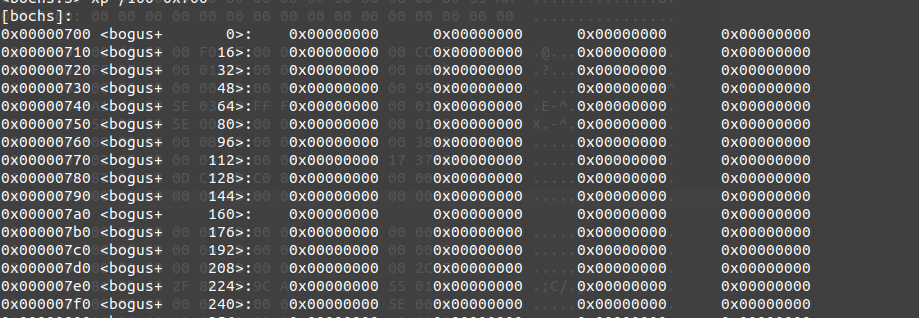 <bochs:3> xp /100 0x700
[bochs]:
0x00000700 <bogus+       0>:    0x00000000      0x00000000      0x00000000      0x00000000
0x00000710 <bogus+      16>:    0x00000000      0x00000000      0x00000000      0x00000000
0x00000720 <bogus+      32>:    0x00000000      0x00000000      0x00000000      0x00000000
0x00000730 <bogus+      48>:    0x00000000      0x00000000      0x00000000      0x00000000
0x00000740 <bogus+      64>:    0x00000000      0x00000000      0x00000000      0x00000000
0x00000750 <bogus+      80>:    0x00000000      0x00000000      0x00000000      0x00000000
0x00000760 <bogus+      96>:    0x00000000      0x00000000      0x00000000      0x00000000
0x00000770 <bogus+     112>:    0x00000000      0x00000000      0x00000000      0x00000000
0x00000780 <bogus+     128>:    0x00000000      0x00000000      0x00000000      0x00000000
0x00000790 <bogus+     144>:    0x00000000      0x00000000      0x00000000      0x00000000
0x000007a0 <bogus+     160>:    0x00000000      0x00000000      0x00000000      0x00000000
0x000007b0 <bogus+     176>:    0x00000000      0x00000000      0x00000000      0x00000000
0x000007c0 <bogus+     192>:    0x00000000      0x00000000      0x00000000      0x00000000
0x000007d0 <bogus+     208>:    0x00000000      0x00000000      0x00000000      0x00000000
0x000007e0 <bogus+     224>:    0x00000000      0x00000000      0x00000000      0x00000000
0x000007f0 <bogus+     240>:    0x00000000      0x00000000      0x00000000      0x00000000